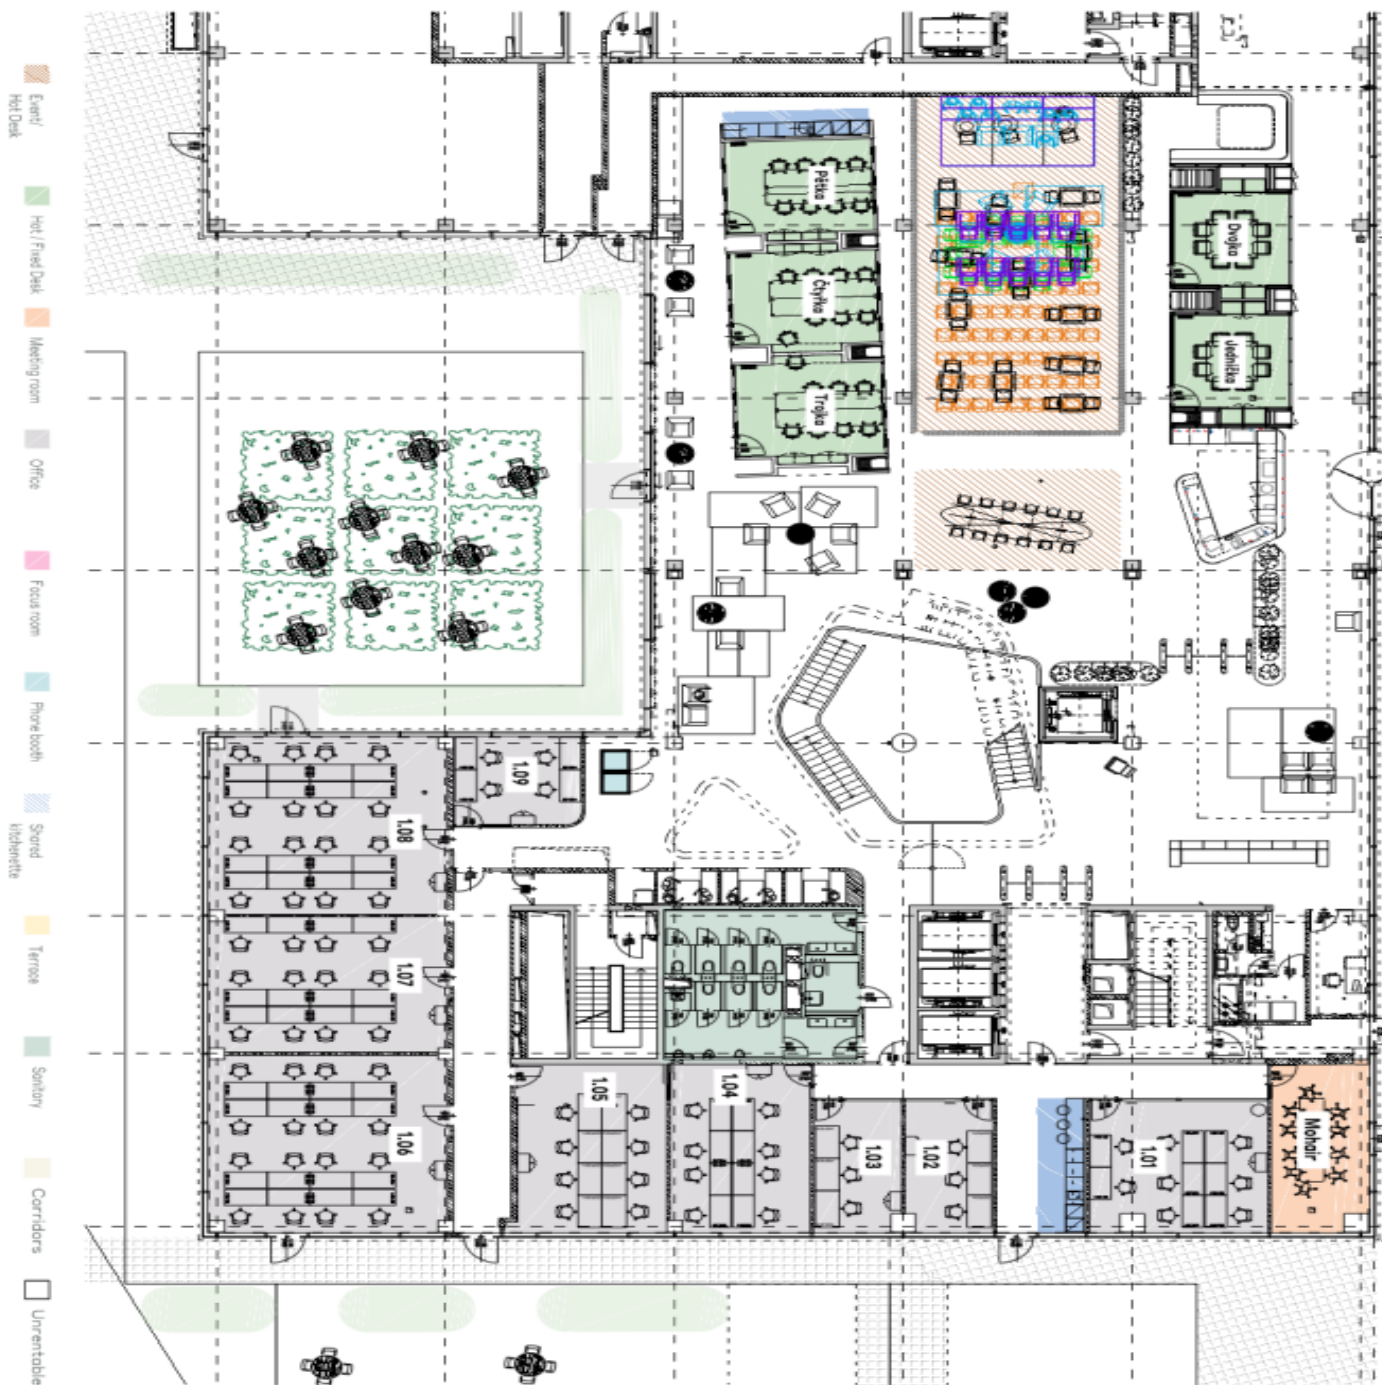 Event/
Hot Desk
Hot / Fixed Desk
Meeting room
Office
Focus room
Phone booth
Shared
kitchenette
Terrace
Sanitary
Corridors
Unrentable
Pětka
Čtyřka
Trojka
Dvojka
Jednička
1.09
1.08
1.07
1.06
1.05
1.04
1.03
1.02
1.01
Mohair